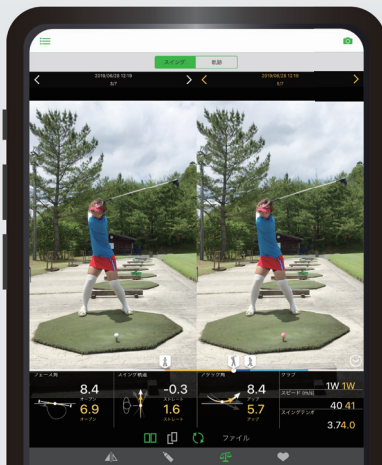 スイング 軌跡
2018/08/28 12:19 2018/08/28 12:19
5/7 5/7
フェース角 スイング軌道 アタック角 クラブ
8.4 -0.3 8.4 1W 1W
オープン ストレート アップ スピード (m/s)
6.9 1.6 5.7 40 41
オープン ストレート アップ スイングテンポ
3.7 4.0
ファイル